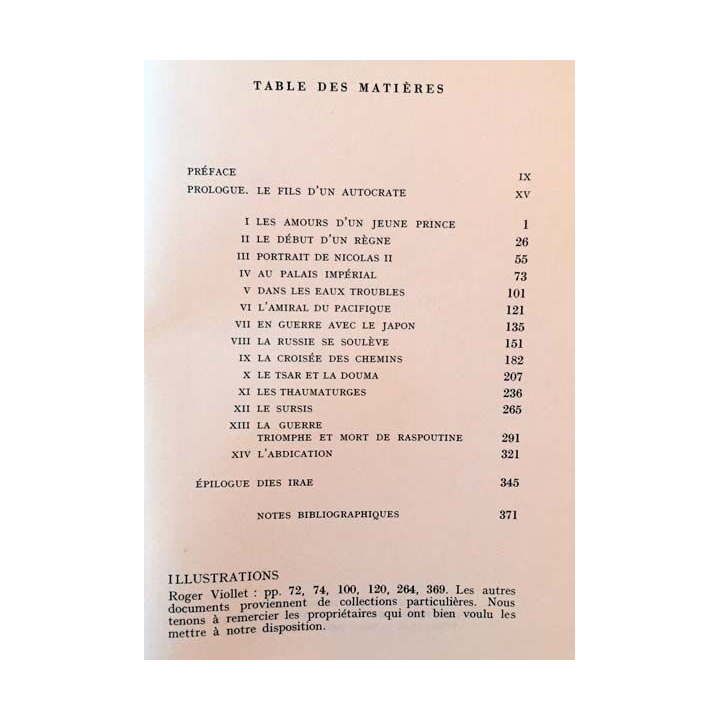 TABLE DES MATIÈRES
PRÉFACE IX
PROLOGUE. LE FILS D'UN AUTOCRATE XV
I LES AMOURS D'UN JEUNE PRINCE 1
II LE DÉBUT D'UN RÈGNE 26
III PORTRAIT DE NICOLAS II 55
IV AU PALAIS IMPÉRIAL 73
V DANS LES EAUX TROUBLES 101
VI L'AMIRAL DU PACIFIQUE 121
VII EN GUERRE AVEC LE JAPON 135
VIII LA RUSSIE SE SOULÈVE 151
IX LA CROISÉE DES CHEMINS 182
X LE TSAR ET LA DOUMA 207
XI LES THAUMATURGES 236
XII LE SURSIS 265
XIII LA GUERRE
TRIOMPHE ET MORT DE RASPOUTINE 291
XIV L'ABDICATION 321
ÉPILOGUE DIES IRAE 345
NOTES BIBLIOGRAPHIQUES 371
ILLUSTRATIONS
Roger Viollet : pp. 72, 74, 100, 120, 264, 369. Les autres
documents proviennent de collections particulières. Nous
tenons à remercier les propriétaires qui ont bien voulu les
mettre à notre disposition.